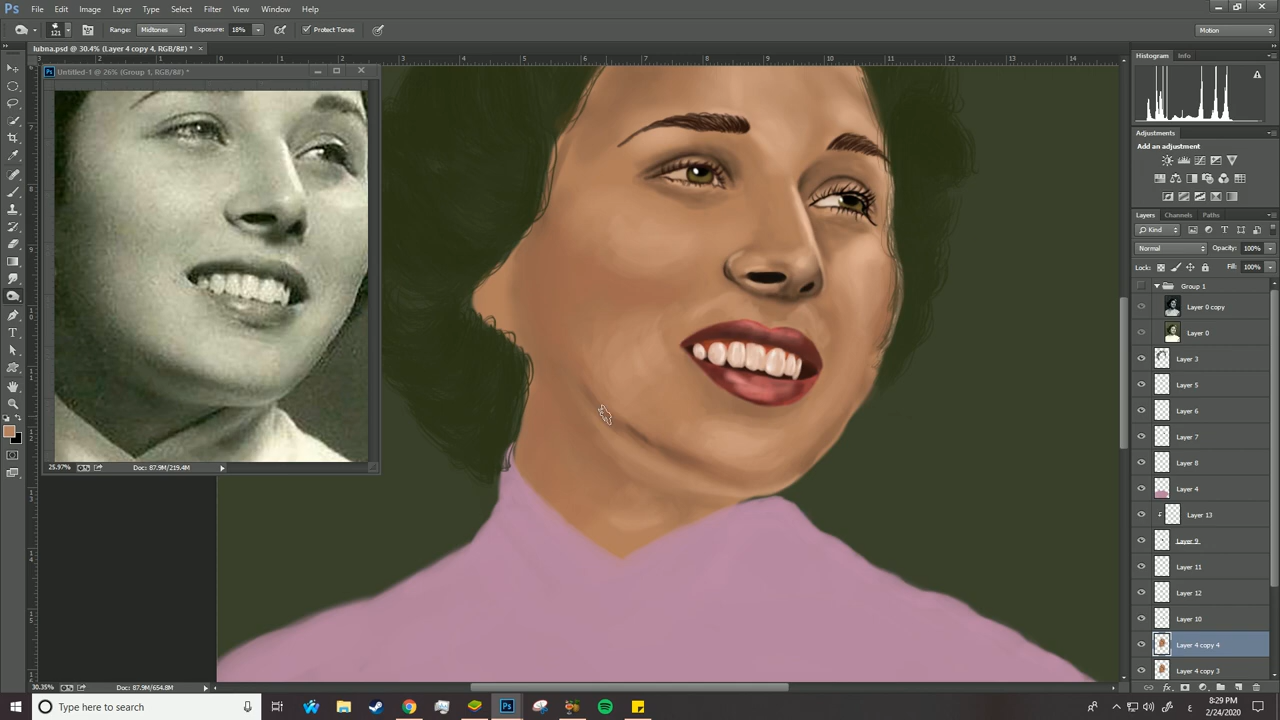 Ps File Edit Image Layer Type Select Filter View Window Help
121 Range: Midtones Exposure: 18% Protect Tones Motion
lubna.psd @ 30.4% (Layer 4 copy 4, RGB/8#) *
Untitled-1 @ 26% (Group 1, RGB/8#) *
25.97% Doc: 87.9M/219.4M
30.35% Doc: 87.9M/654.8M
Histogram Info
Adjustments
Add an adjustment
Layers Channels Paths
Kind
Normal Opacity: 100%
Lock: Fill: 100%
Group 1
Layer 0 copy
Layer 0
Layer 3
Layer 5
Layer 6
Layer 7
Layer 8
Layer 4
Layer 13
Layer 9
Layer 11
Layer 12
Layer 10
Layer 4 copy 4
Layer 4 copy 3
Type here to search
8:29 PM
2/24/2020